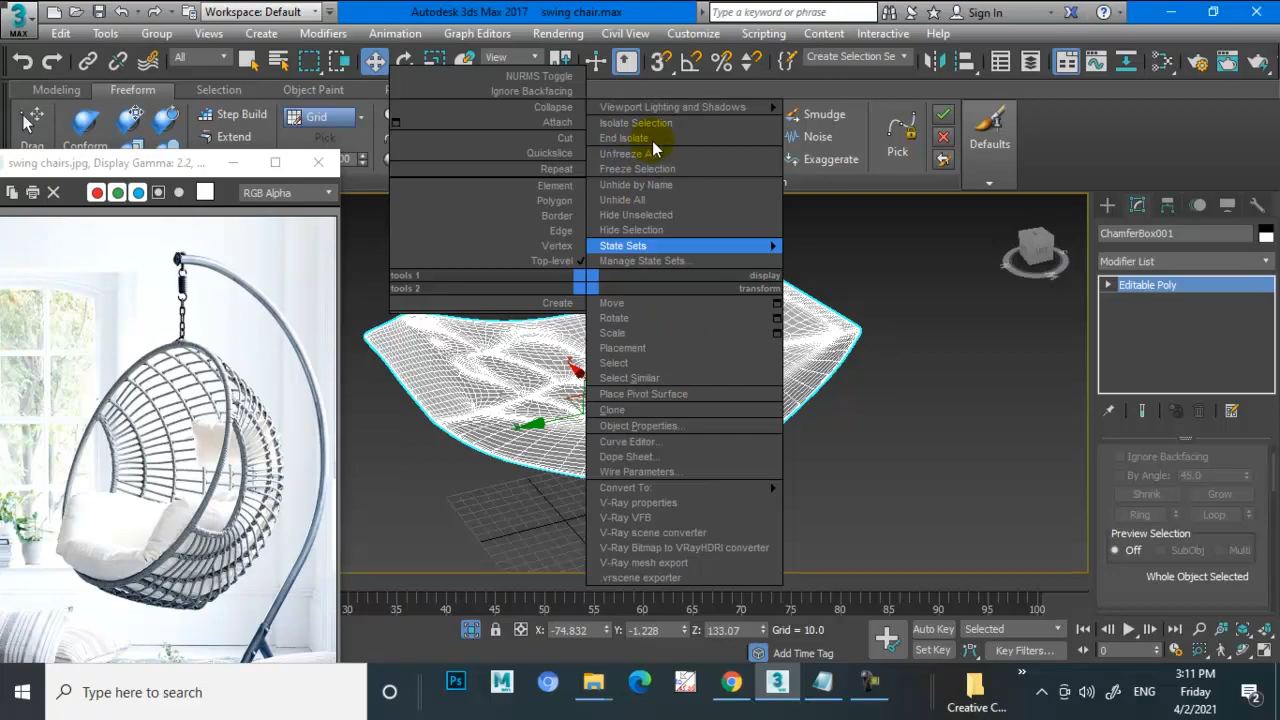 3
MAX
Workspace: Default
Autodesk 3ds Max 2017
swing chair.max
Type a keyword or phrase
Sign In
Edit
Tools
Group
Views
Create
Modifiers
Animation
Graph Editors
Rendering
Civil View
Customize
Scripting
Content
Interactive
Help
All
View
Create Selection Se
Modeling
Freeform
Selection
Object Paint
Drag
Conform
Step Build
Extend
Grid
Pick
Smudge
Noise
Exaggerate
Pick
Defaults
swing chairs.jpg, Display Gamma: 2.2, ...
RGB Alpha
NURMS Toggle
Ignore Backfacing
Collapse
Attach
Cut
Quickslice
Repeat
Element
Polygon
Border
Edge
Vertex
Top-level
tools 1
tools 2
Create
Viewport Lighting and Shadows
Isolate Selection
End Isolate
Unfreeze
Freeze Selection
Unhide by Name
Unhide All
Hide Unselected
Hide Selection
State Sets
Manage State Sets...
display
transform
Move
Rotate
Scale
Placement
Select
Select Similar
Place Pivot Surface
Clone
Object Properties...
Curve Editor...
Dope Sheet...
Wire Parameters...
Convert To:
V-Ray properties
V-Ray VFB
V-Ray scene converter
V-Ray Bitmap to VRayHDRI converter
V-Ray mesh export
.vrscene exporter
ChamferBox001
Modifier List
Editable Poly
Ignore Backfacing
By Angle: 45.0
Shrink Grow
Ring Loop
Preview Selection
Off SubObj Multi
Whole Object Selected
30 35 40 45 50 55 60 65 70 75 80 85 90 95 100
X: -74.832 Y: -1.228 Z: 133.07 Grid = 10.0
Add Time Tag
Auto Key
Selected
Set Key
Key Filters...
0
Type here to search
Creative C...
ENG
3:11 PM
Friday
4/2/2021